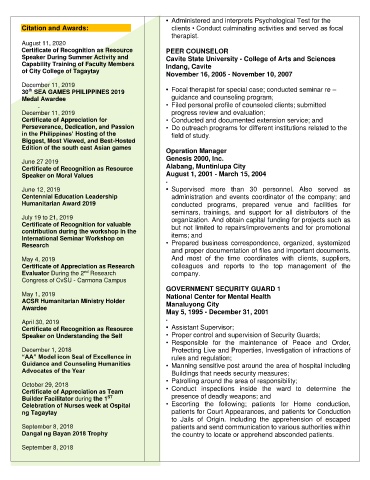 Citation and Awards:
August 11, 2020
Certificate of Recognition as Resource
Speaker During Summer Activity and
Capability Training of Faculty Members
of City College of Tagaytay
December 11, 2019
30th SEA GAMES PHILIPPINES 2019
Medal Awardee
December 11, 2019
Certificate of Appreciation for
Perseverance, Dedication, and Passion
in the Philippines' Hosting of the
Biggest, Most Viewed, and Best-Hosted
Edition of the south east Asian games
June 27 2019
Certificate of Recognition as Resource
Speaker on Moral Values
June 12, 2019
Centennial Education Leadership
Humanitarian Award 2019
July 19 to 21, 2019
Certificate of Recognition for valuable
contribution during the workshop in the
International Seminar Workshop on
Research
May 4, 2019
Certificate of Appreciation as Research
Evaluator During the 2nd Research
Congress of CvSU - Carmona Campus
May 1, 2019
ACSR Humanitarian Ministry Holder
Awardee
April 30, 2019
Certificate of Recognition as Resource
Speaker on Understanding the Self
December 1, 2018
"AA" Model icon Seal of Excellence in
Guidance and Counseling Humanities
Advocates of the Year
October 29, 2018
Certificate of Appreciation as Team
Builder Facilitator during the 1ST
Celebration of Nurses week at Ospital
ng Tagaytay
September 8, 2018
Dangal ng Bayan 2018 Trophy
September 8, 2018
• Administered and interprets Psychological Test for the
clients • Conduct culminating activities and served as focal
therapist.
PEER COUNSELOR
Cavite State University - College of Arts and Sciences
Indang, Cavite
November 16, 2005 - November 10, 2007
• Focal therapist for special case; conducted seminar re –
guidance and counseling program;
• Filed personal profile of counseled clients; submitted
progress review and evaluation;
• Conducted and documented extension service; and
• Do outreach programs for different institutions related to the
field of study
Operation Manager
Genesis 2000, Inc.
Alabang, Muntinlupa City
August 1, 2001 - March 15, 2004
• Supervised more than 30 personnel. Also served as
administration and events coordinator of the company; and
conducted programs, prepared venue and facilities for
seminars, trainings, and support for all distributors of the
organization. And obtain capital funding for projects such as
but not limited to repairs/improvements and for promotional
items; and
• Prepared business correspondence, organized, systematized
and proper documentation of files and important documents.
And most of the time coordinates with clients, suppliers,
colleagues and reports to the top management of the
company.
GOVERNMENT SECURITY GUARD 1
National Center for Mental Health
Manaluyong City
May 5, 1995 - December 31, 2001
• Assistant Supervisor;
• Proper control and supervision of Security Guards;
• Responsible for the maintenance of Peace and Order,
Protecting Live and Properties, Investigation of infractions of
rules and regulation;
• Manning sensitive post around the area of hospital including
Buildings that needs security measures;
• Patrolling around the area of responsibility;
• Conduct inspections inside the ward to determine the
presence of deadly weapons; and
• Escorting the following; patients for Home conduction,
patients for Court Appearances, and patients for Conduction
to Jails of Origin. Including the apprehension of escaped
patients and send communication to various authorities within
the country to locate or apprehend absconded patients.